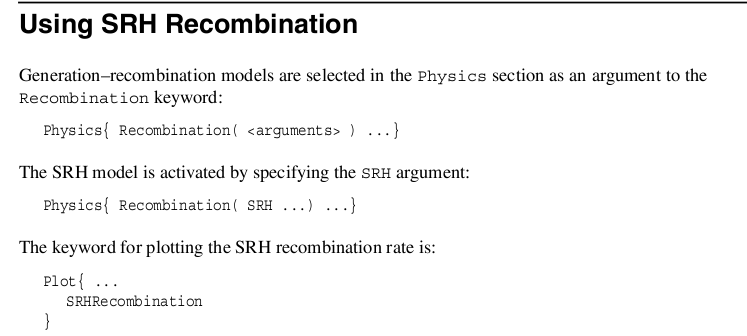 Using SRH Recombination
Generation–recombination models are selected in the Physics section as an argument to the
Recombination keyword:
Physics{ Recombination( <arguments> ) ...}
The SRH model is activated by specifying the SRH argument:
Physics{ Recombination( SRH ...) ...}
The keyword for plotting the SRH recombination rate is:
Plot{ ...
SRHRecombination
}